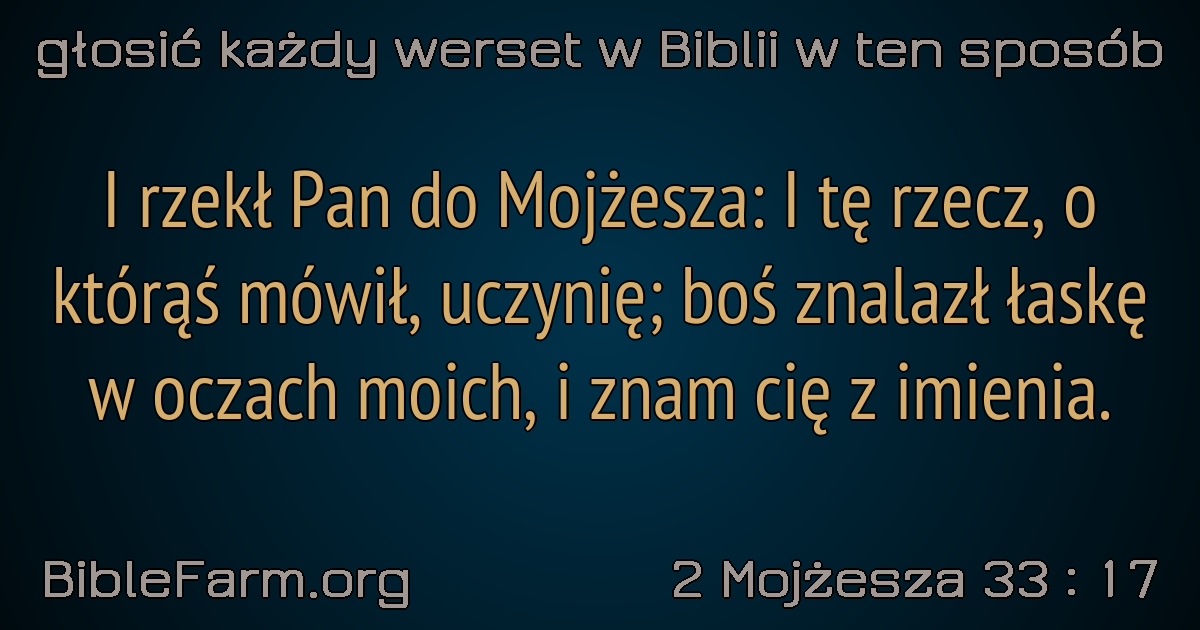 głosić każdy werset w Biblii w ten sposób
I rzekł Pan do Mojżesza: I tę rzecz, o
którąś mówił, uczynię; boś znalazł łaskę
w oczach moich, i znam cię z imienia.
BibleFarm.org
2 Mojżesza 33 : 17